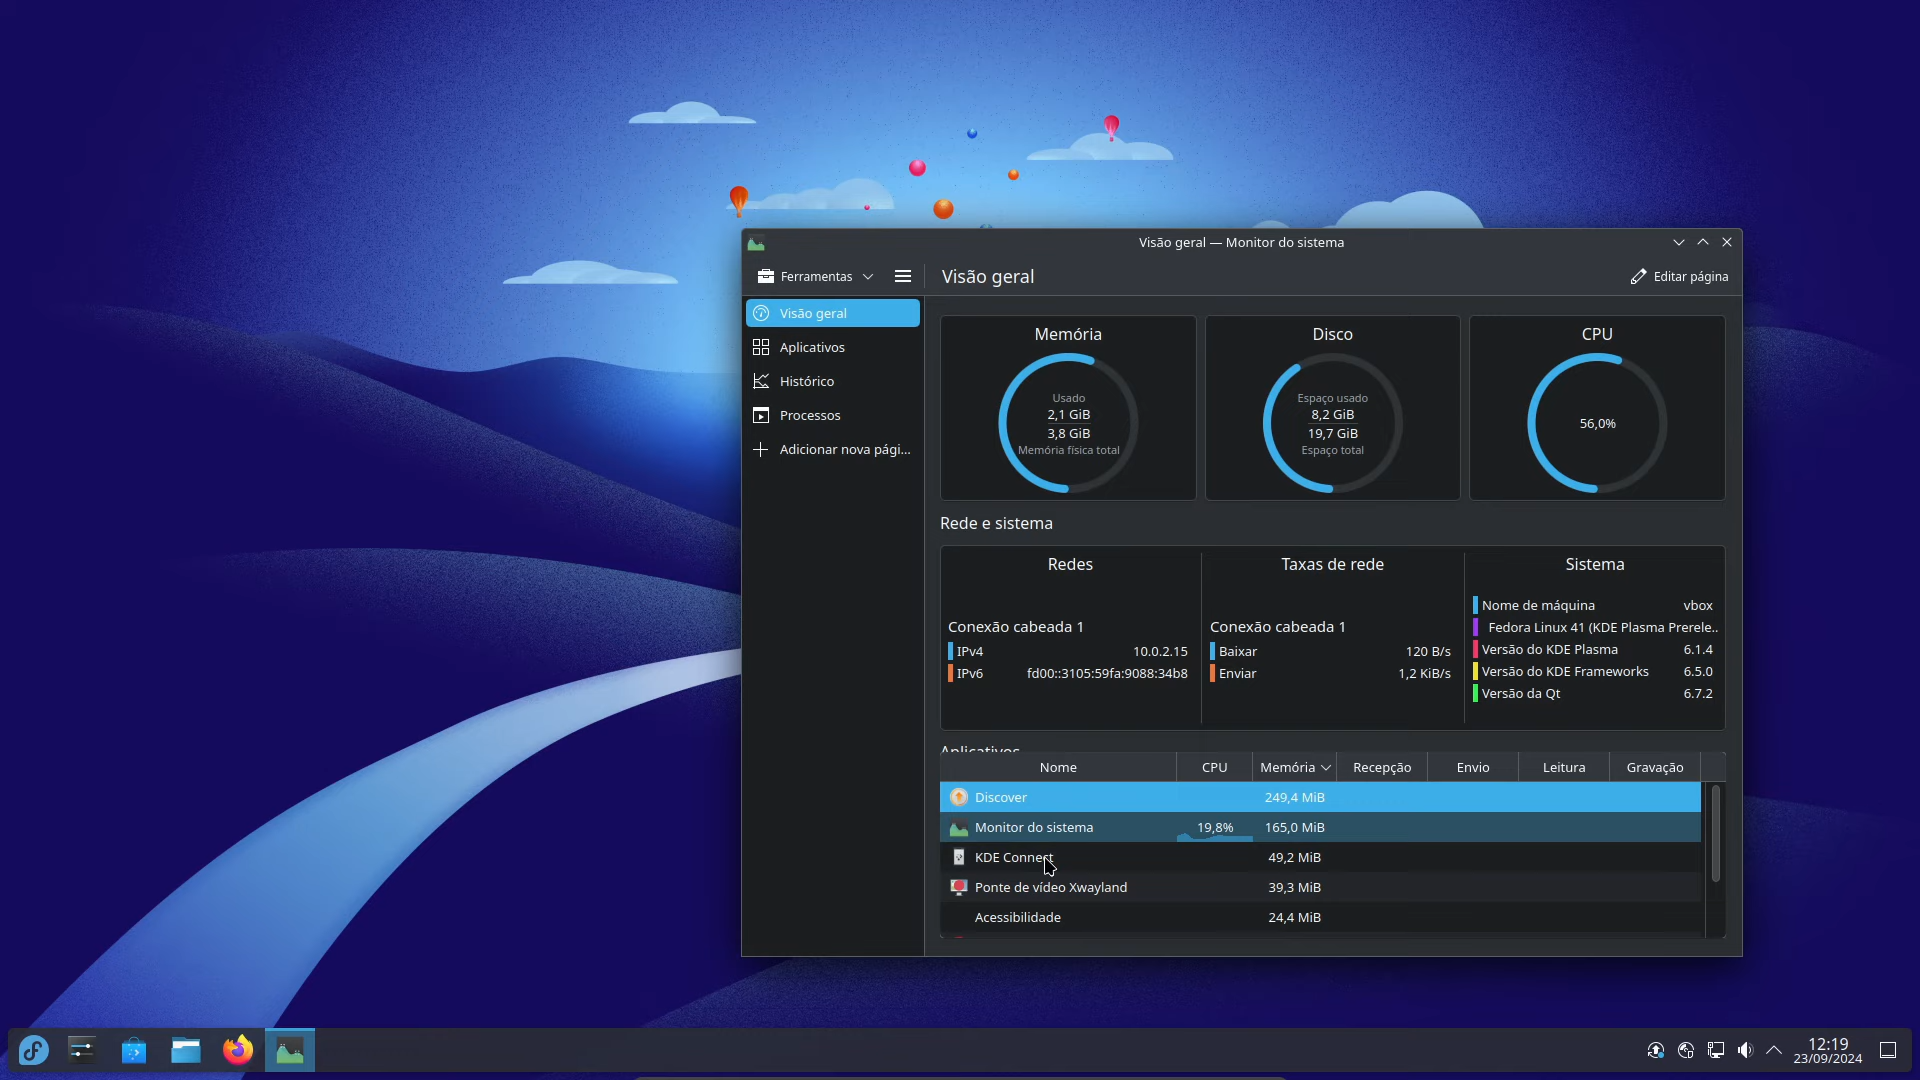 Visão geral — Monitor do sistema
Ferramentas
Visão geral
Editar página
Visão geral
Aplicativos
Histórico
Processos
Adicionar nova pági...
Memória
Usado
2,1 GiB
3,8 GiB
Memória física total
Disco
Espaço usado
8,2 GiB
19,7 GiB
Espaço total
CPU
56,0%
Rede e sistema
Redes
Conexão cabeada 1
IPv4 10.0.2.15
IPv6 fd00::3105:59fa:9088:34b8
Taxas de rede
Conexão cabeada 1
Baixar 120 B/s
Enviar 1,2 KiB/s
Sistema
Nome de máquina vbox
Fedora Linux 41 (KDE Plasma Prerele..
Versão do KDE Plasma 6.1.4
Versão do KDE Frameworks 6.5.0
Versão da Qt 6.7.2
Aplicativos
Nome CPU Memória Recepção Envio Leitura Gravação
Discover 249,4 MiB
Monitor do sistema 19,8% 165,0 MiB
KDE Connect 49,2 MiB
Ponte de vídeo Xwayland 39,3 MiB
Acessibilidade 24,4 MiB
12:19
23/09/2024